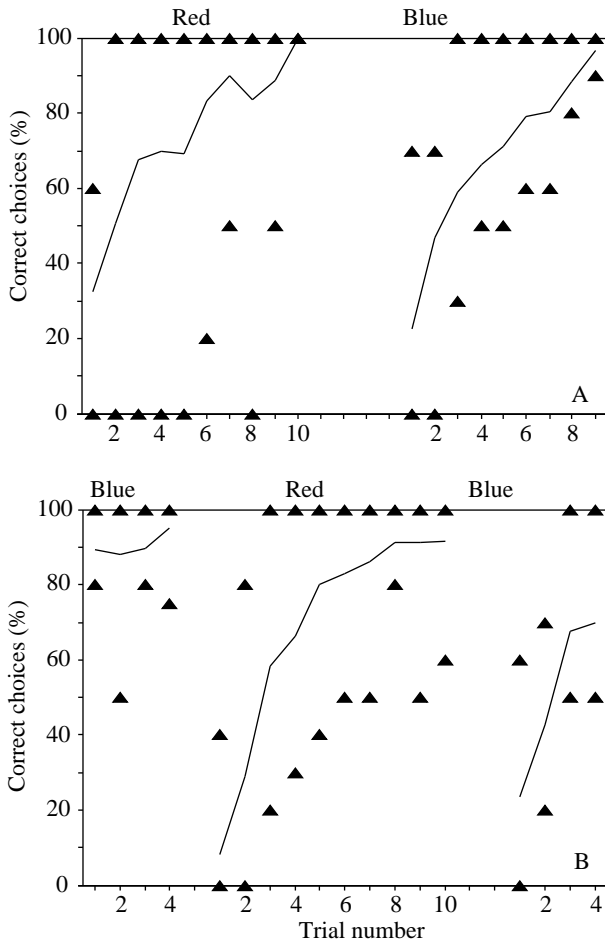 Red Blue
100
80
60
40
20
0
Correct choices (%)
A
2 4 6 8 10 2 4 6 8
Blue Red Blue
100
80
60
40
20
0
Correct choices (%)
B
2 4 2 4 6 8 10 2 4
Trial number